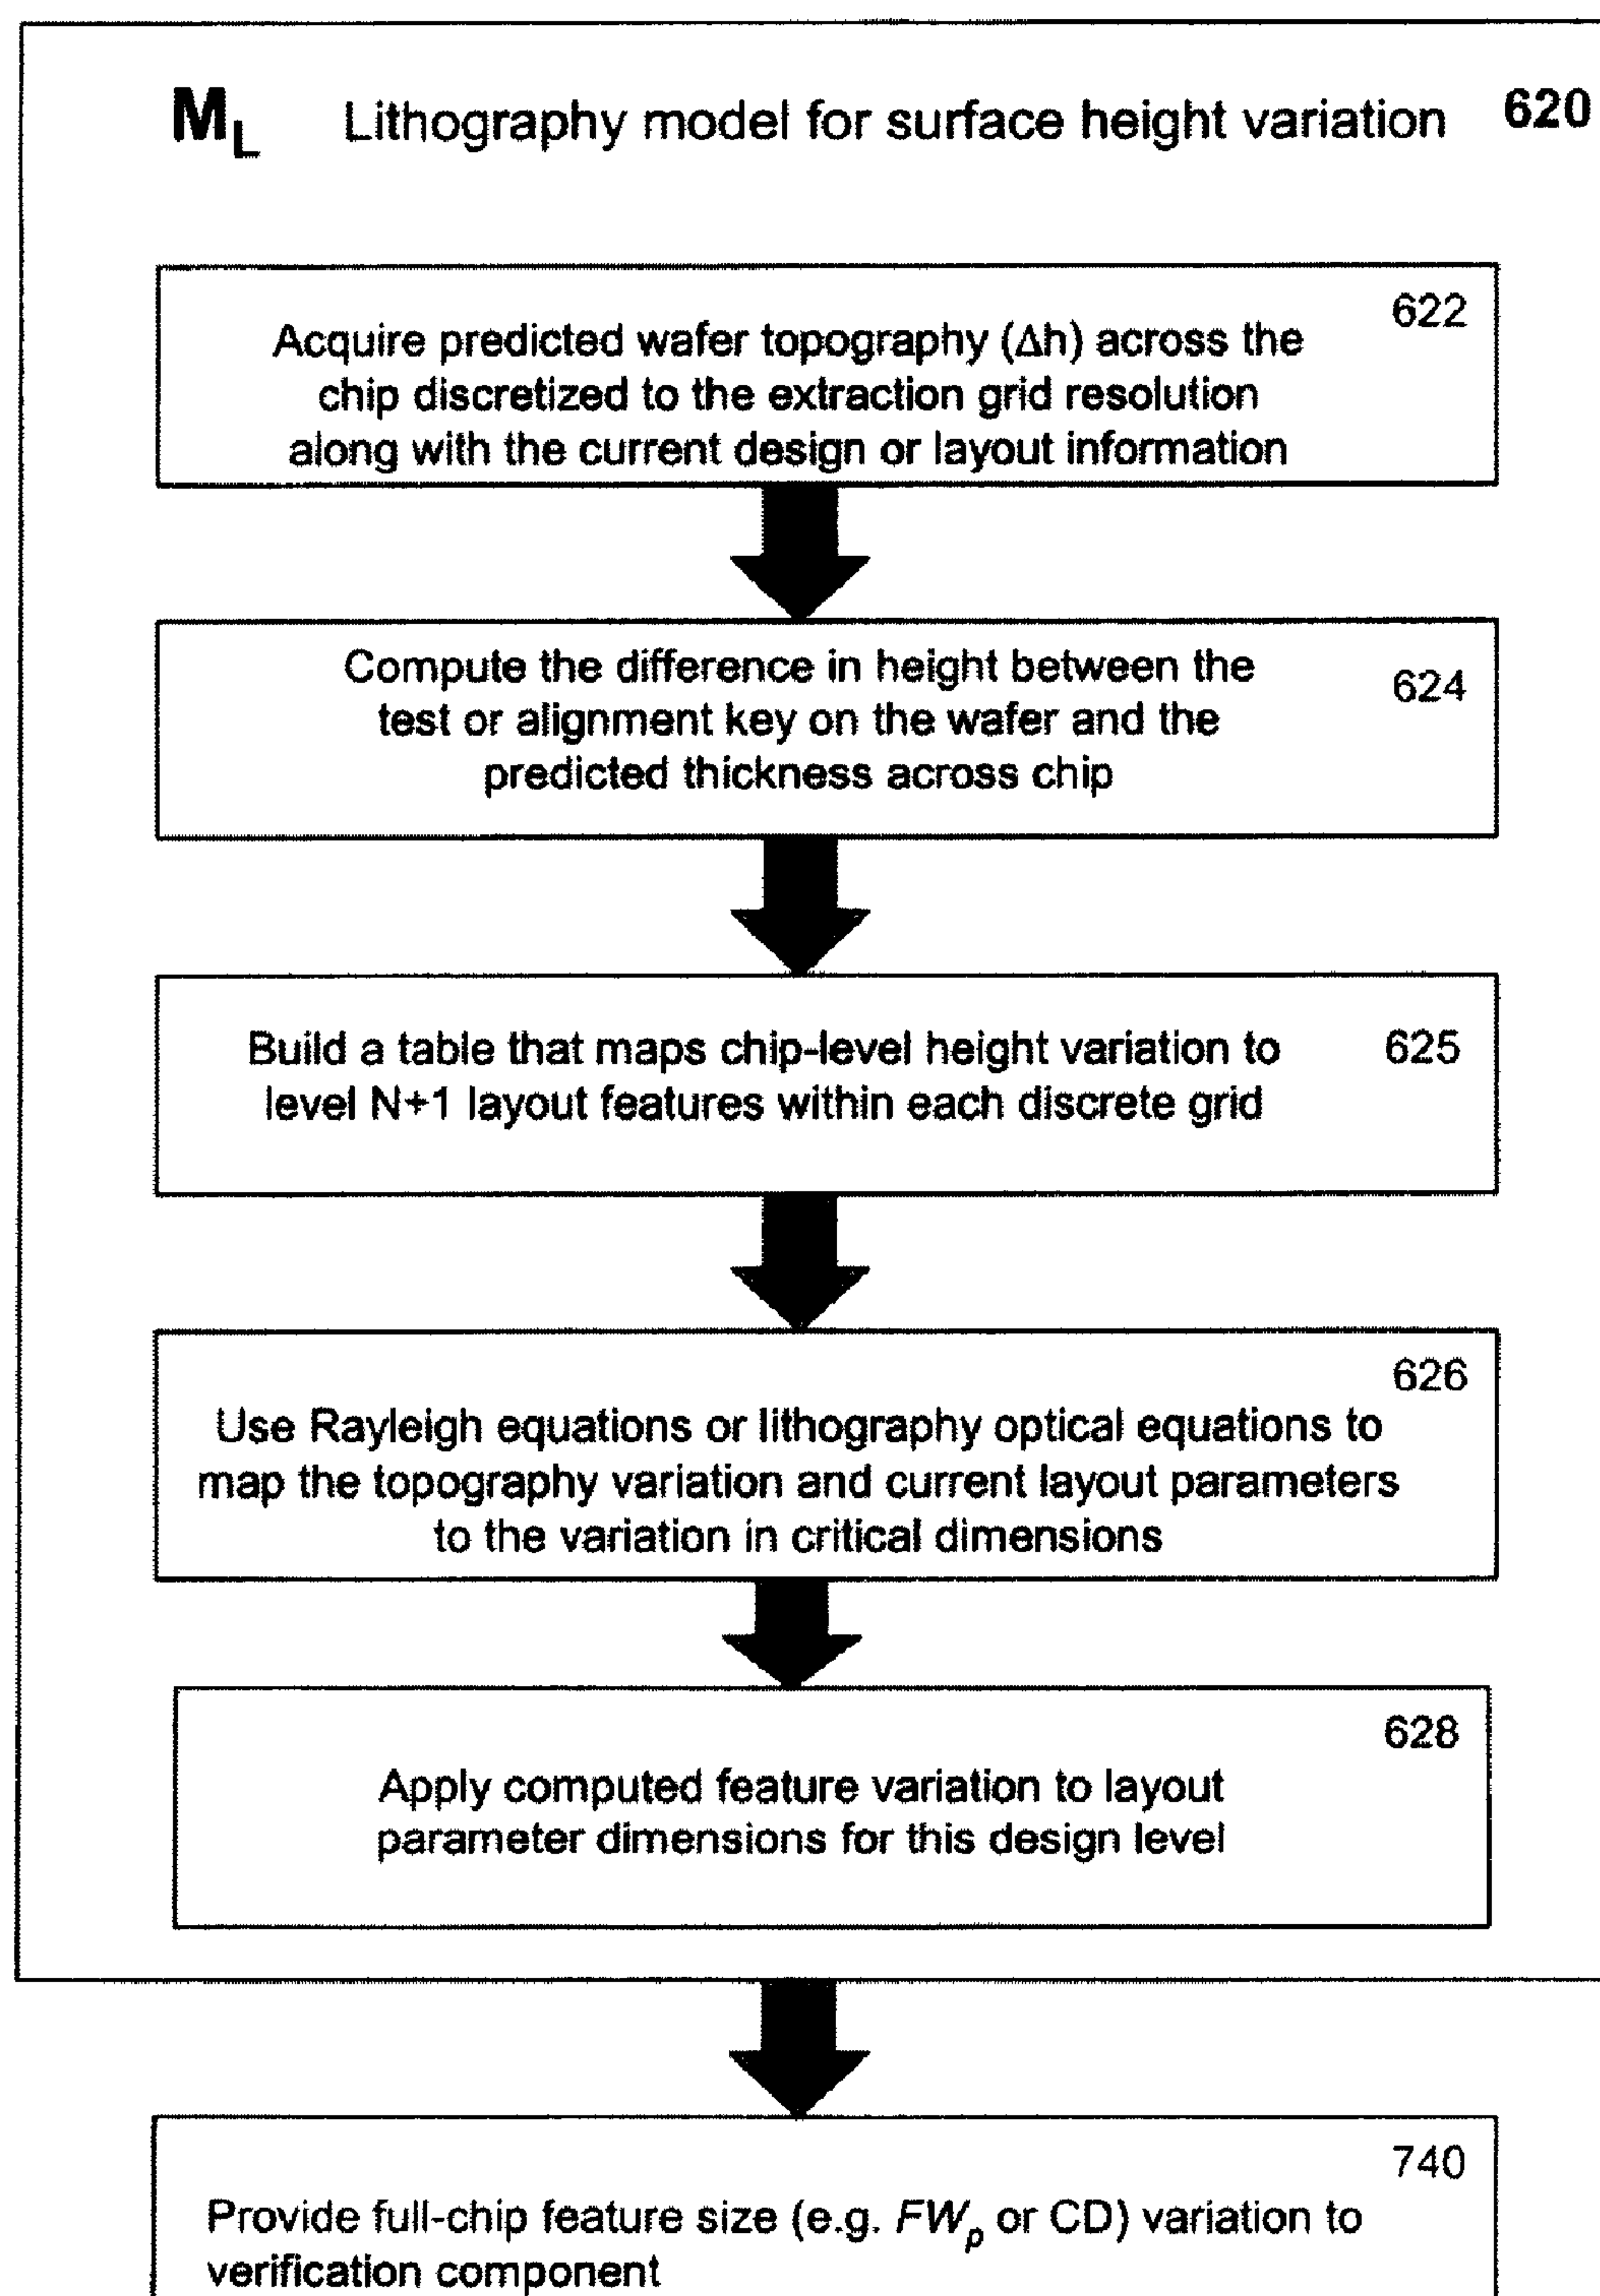 M_L Lithography model for surface height variation 620
622
Acquire predicted wafer topography (Δh) across the
chip discretized to the extraction grid resolution
along with the current design or layout information
Compute the difference in height between the
624
test or alignment key on the wafer and the
predicted thickness across chip
Build a table that maps chip-level height variation to 625
level N+1 layout features within each discrete grid
626
Use Rayleigh equations or lithography optical equations to
map the topography variation and current layout parameters
to the variation in critical dimensions
628
Apply computed feature variation to layout
parameter dimensions for this design level
740
Provide full-chip feature size (e.g. FW_p or CD) variation to
verification component